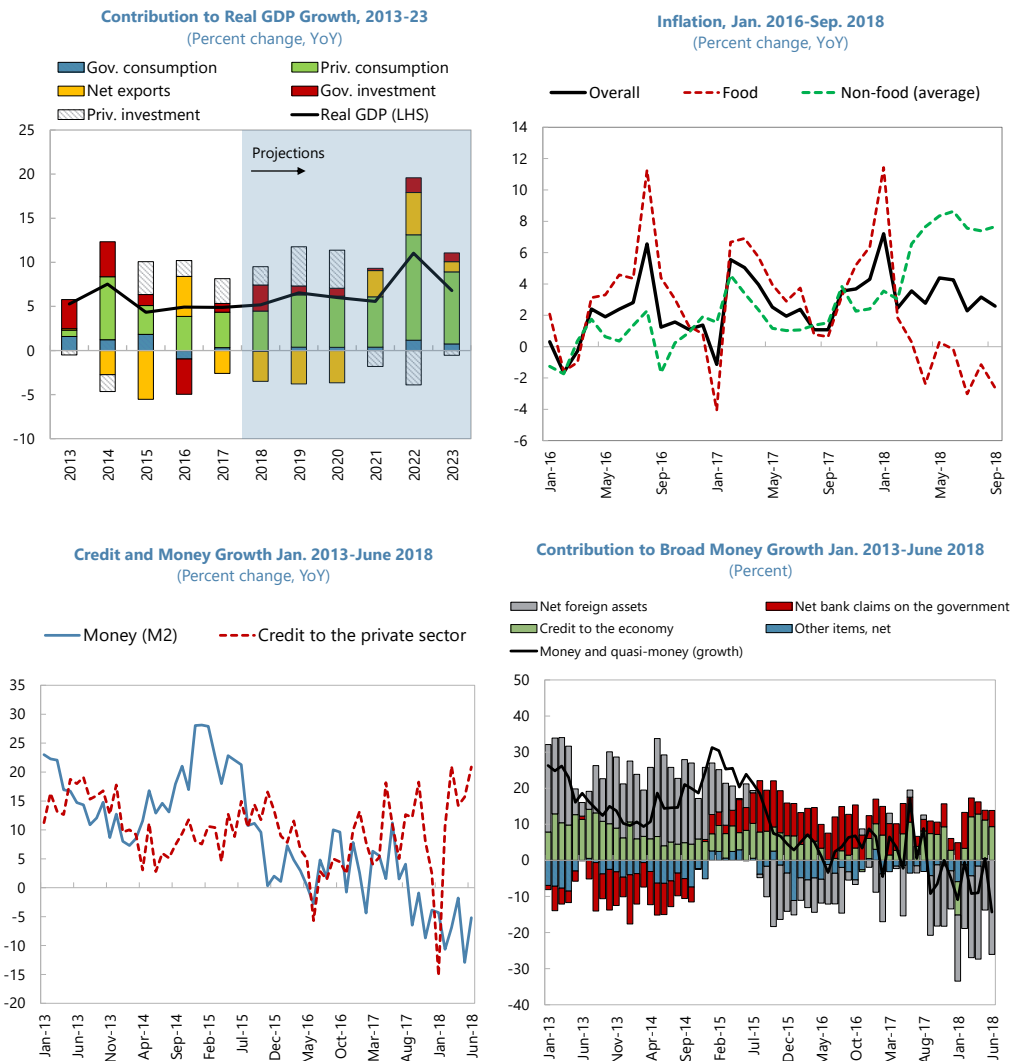 Contribution to Real GDP Growth, 2013-23
(Percent change, YoY)
Gov. consumption
Priv. consumption
Net exports
Gov. investment
Priv. investment
Real GDP (LHS)
25
20
15
10
5
0
-5
-10
Projections
2013
2014
2015
2016
2017
2018
2019
2020
2021
2022
2023
Inflation, Jan. 2016-Sep. 2018
(Percent change, YoY)
Overall
Food
Non-food (average)
14
12
10
8
6
4
2
0
-2
-4
-6
Jan-16
May-16
Sep-16
Jan-17
May-17
Sep-17
Jan-18
May-18
Sep-18
Credit and Money Growth Jan. 2013-June 2018
(Percent change, YoY)
Money (M2)
Credit to the private sector
35
30
25
20
15
10
5
0
-5
-10
-15
-20
Jan-13
Jun-13
Nov-13
Apr-14
Sep-14
Feb-15
Jul-15
Dec-15
May-16
Oct-16
Mar-17
Aug-17
Jan-18
Jun-18
Contribution to Broad Money Growth Jan. 2013-June 2018
(Percent)
Net foreign assets
Net bank claims on the government
Credit to the economy
Other items, net
Money and quasi-money (growth)
50
40
30
20
10
0
-10
-20
-30
-40
Jan-13
Jun-13
Nov-13
Apr-14
Sep-14
Feb-15
Jul-15
Dec-15
May-16
Oct-16
Mar-17
Aug-17
Jan-18
Jun-18